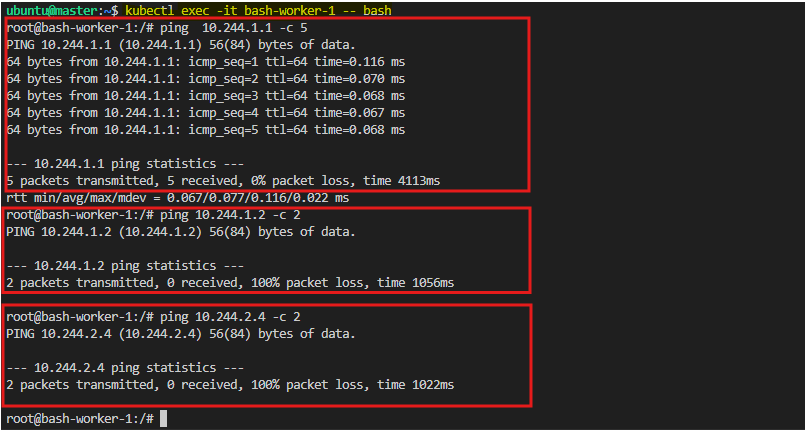 ubuntu@master:~$ kubectl exec -it bash-worker-1 -- bash
root@bash-worker-1:/# ping  10.244.1.1 -c 5
PING 10.244.1.1 (10.244.1.1) 56(84) bytes of data.
64 bytes from 10.244.1.1: icmp_seq=1 ttl=64 time=0.116 ms
64 bytes from 10.244.1.1: icmp_seq=2 ttl=64 time=0.070 ms
64 bytes from 10.244.1.1: icmp_seq=3 ttl=64 time=0.068 ms
64 bytes from 10.244.1.1: icmp_seq=4 ttl=64 time=0.067 ms
64 bytes from 10.244.1.1: icmp_seq=5 ttl=64 time=0.068 ms
--- 10.244.1.1 ping statistics ---
5 packets transmitted, 5 received, 0% packet loss, time 4113ms
rtt min/avg/max/mdev = 0.067/0.077/0.116/0.022 ms
root@bash-worker-1:/# ping 10.244.1.2 -c 2
PING 10.244.1.2 (10.244.1.2) 56(84) bytes of data.
--- 10.244.1.2 ping statistics ---
2 packets transmitted, 0 received, 100% packet loss, time 1056ms
root@bash-worker-1:/# ping 10.244.2.4 -c 2
PING 10.244.2.4 (10.244.2.4) 56(84) bytes of data.
--- 10.244.2.4 ping statistics ---
2 packets transmitted, 0 received, 100% packet loss, time 1022ms
root@bash-worker-1:/#